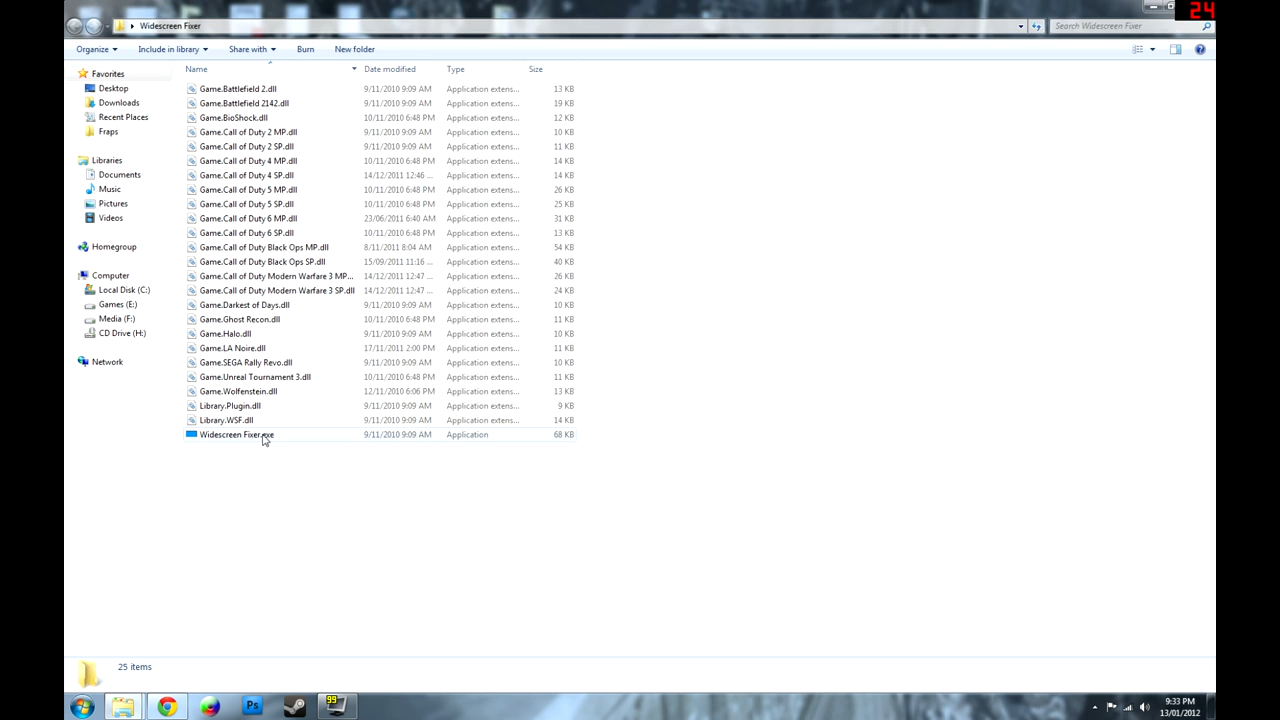 24
Widescreen Fixer
Search Widescreen Fixer
Organize Include in library Share with Burn New folder
Name Date modified Type Size
Favorites
Desktop
Downloads
Recent Places
Fraps
Libraries
Documents
Music
Pictures
Videos
Homegroup
Computer
Local Disk (C:)
Games (E:)
Media (F:)
CD Drive (H:)
Network
Game.Battlefield 2.dll 9/11/2010 9:09 AM Application extens... 13 KB
Game.Battlefield 2142.dll 9/11/2010 9:09 AM Application extens... 19 KB
Game.BioShock.dll 10/11/2010 6:48 PM Application extens... 12 KB
Game.Call of Duty 2 MP.dll 9/11/2010 9:09 AM Application extens... 10 KB
Game.Call of Duty 2 SP.dll 9/11/2010 9:09 AM Application extens... 11 KB
Game.Call of Duty 4 MP.dll 10/11/2010 6:48 PM Application extens... 14 KB
Game.Call of Duty 4 SP.dll 14/12/2011 12:46 ... Application extens... 14 KB
Game.Call of Duty 5 MP.dll 10/11/2010 6:48 PM Application extens... 26 KB
Game.Call of Duty 5 SP.dll 10/11/2010 6:48 PM Application extens... 25 KB
Game.Call of Duty 6 MP.dll 23/06/2011 6:40 AM Application extens... 31 KB
Game.Call of Duty 6 SP.dll 10/11/2010 6:48 PM Application extens... 13 KB
Game.Call of Duty Black Ops MP.dll 8/11/2011 8:04 AM Application extens... 54 KB
Game.Call of Duty Black Ops SP.dll 15/09/2011 11:16 ... Application extens... 40 KB
Game.Call of Duty Modern Warfare 3 MP... 14/12/2011 12:47 ... Application extens... 26 KB
Game.Call of Duty Modern Warfare 3 SP.dll 14/12/2011 12:47 ... Application extens... 24 KB
Game.Darkest of Days.dll 9/11/2010 9:09 AM Application extens... 10 KB
Game.Ghost Recon.dll 10/11/2010 6:48 PM Application extens... 11 KB
Game.Halo.dll 9/11/2010 9:09 AM Application extens... 10 KB
Game.LA Noire.dll 17/11/2011 2:00 PM Application extens... 11 KB
Game.SEGA Rally Revo.dll 9/11/2010 9:09 AM Application extens... 10 KB
Game.Unreal Tournament 3.dll 10/11/2010 6:48 PM Application extens... 11 KB
Game.Wolfenstein.dll 12/11/2010 6:06 PM Application extens... 13 KB
Library.Plugin.dll 9/11/2010 9:09 AM Application extens... 9 KB
Library.WSF.dll 9/11/2010 9:09 AM Application extens... 14 KB
Widescreen Fixer.exe 9/11/2010 9:09 AM Application 68 KB
25 items
Ps
99
9:33 PM
13/01/2012